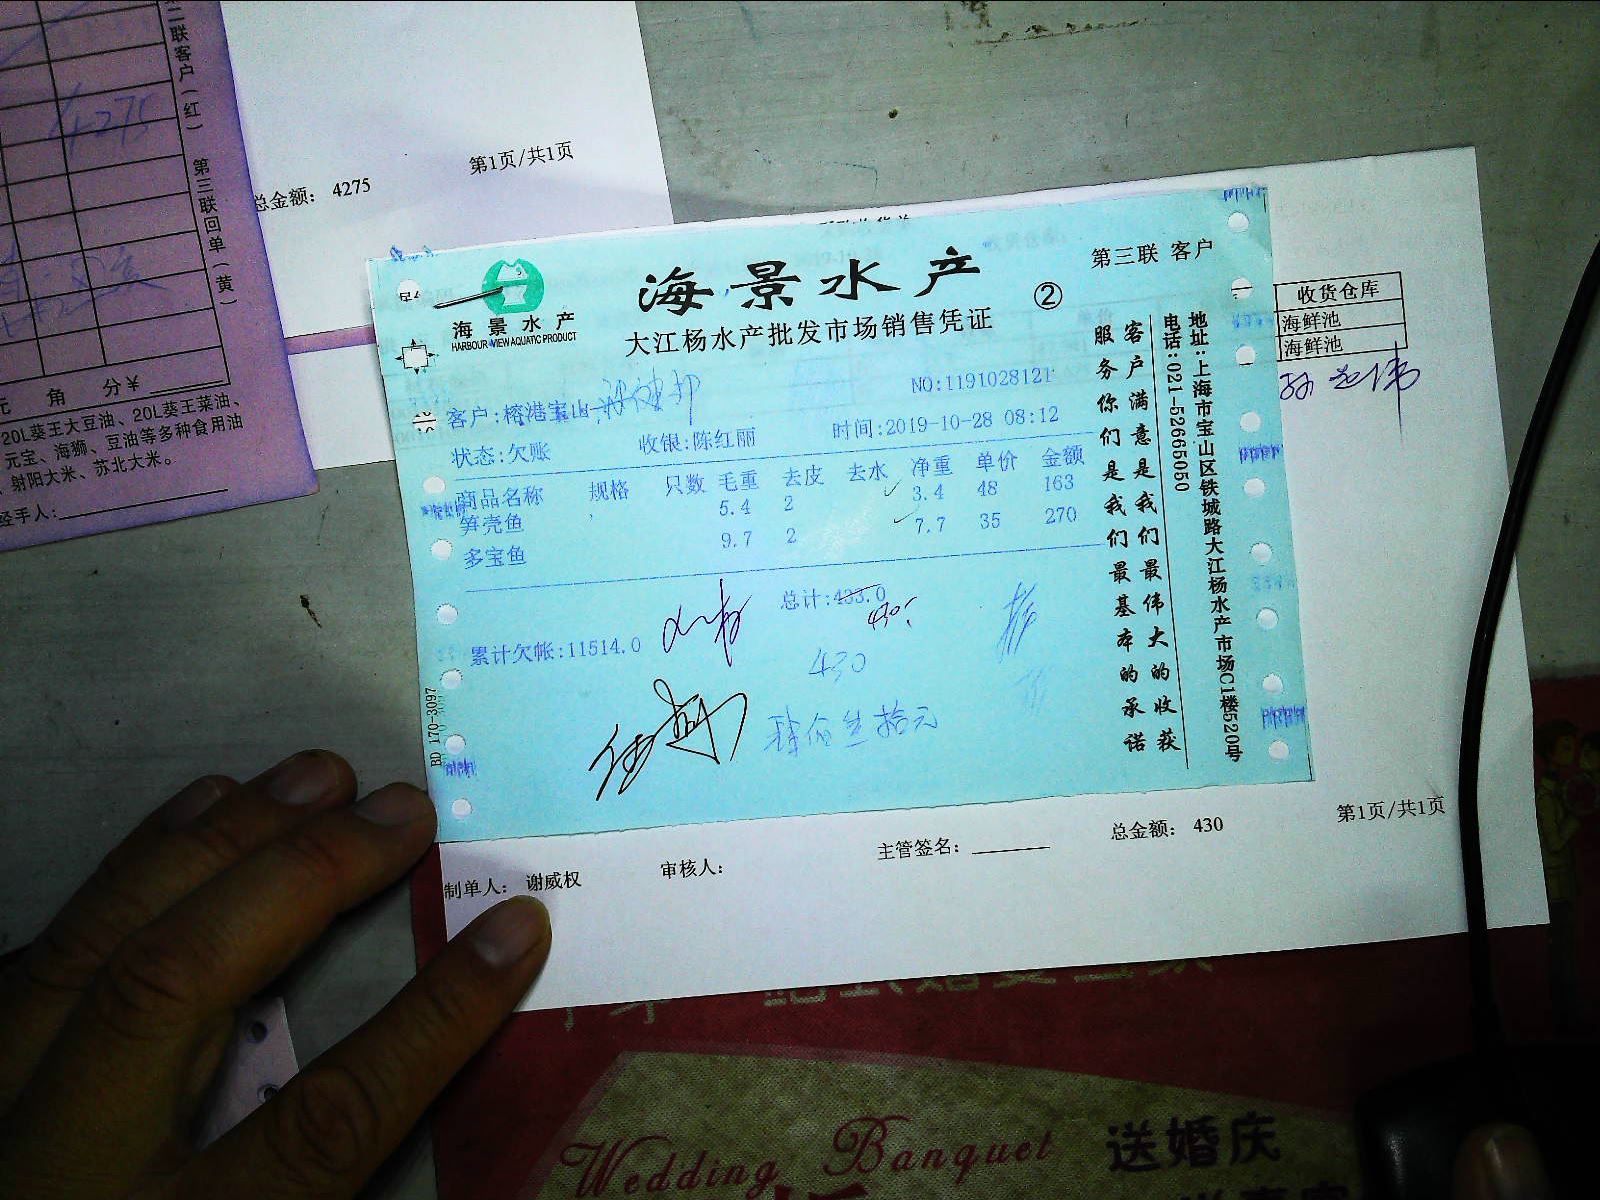 二联客户（红）
第三联回单（黄）
4275
元 角 分￥
20L葵王大豆油、20L葵王菜油、
元宝、海狮、豆油等多种食用油
、射阳大米、苏北大米。
经手人：
总金额： 4275
第1页/共1页
海景水产
HARBOUR VIEW AQUATIC PRODUCT
海景水产
大江杨水产批发市场销售凭证
②
第三联 客户
NO:1191028121
客户:榕港宝山
状态:欠账 收银:陈红丽 时间:2019-10-28 08:12
商品名称 规格 只数 毛重 去皮 去水 净重 单价 金额
笋壳鱼 5.4 2 3.4 48 163
多宝鱼 9.7 2 7.7 35 270
总计:433.0
430
累计欠帐:11514.0
430
肆佰叁拾元
BD 170-3097
客户满意是我们最伟大的收获
服务你们是我们最基本的承诺
地址:上海市宝山区铁城路大江杨水产市场C1楼520号
电话:021-52665050
收货仓库
海鲜池
海鲜池
制单人： 谢威权
审核人：
主管签名：
总金额： 430
第1页/共1页
Wedding Banquet
送婚庆